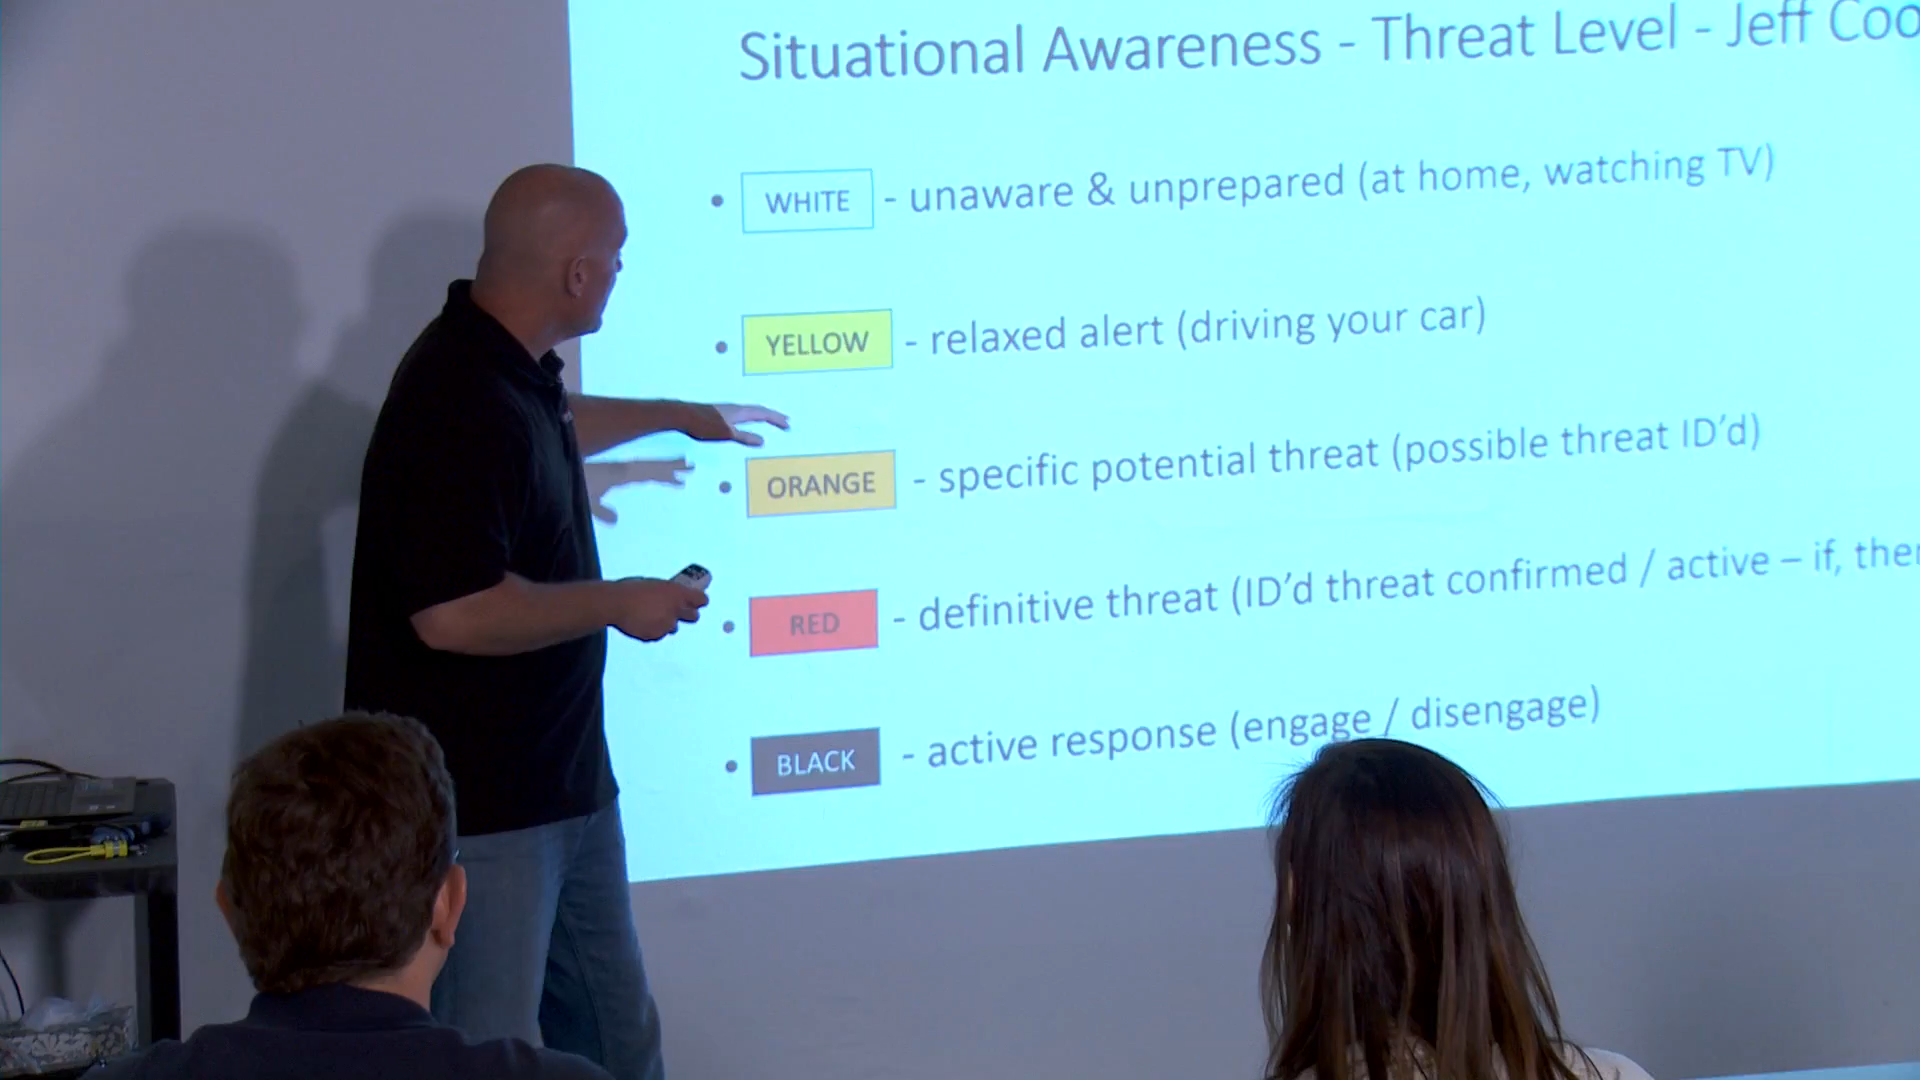 Situational Awareness - Threat Level - Jeff Coo
• WHITE - unaware & unprepared (at home, watching TV)
• YELLOW - relaxed alert (driving your car)
• ORANGE - specific potential threat (possible threat ID’d)
• RED - definitive threat (ID’d threat confirmed / active – if, then
• BLACK - active response (engage / disengage)